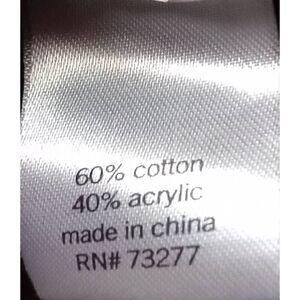 60% cotton
40% acrylic
made in china
RN# 73277